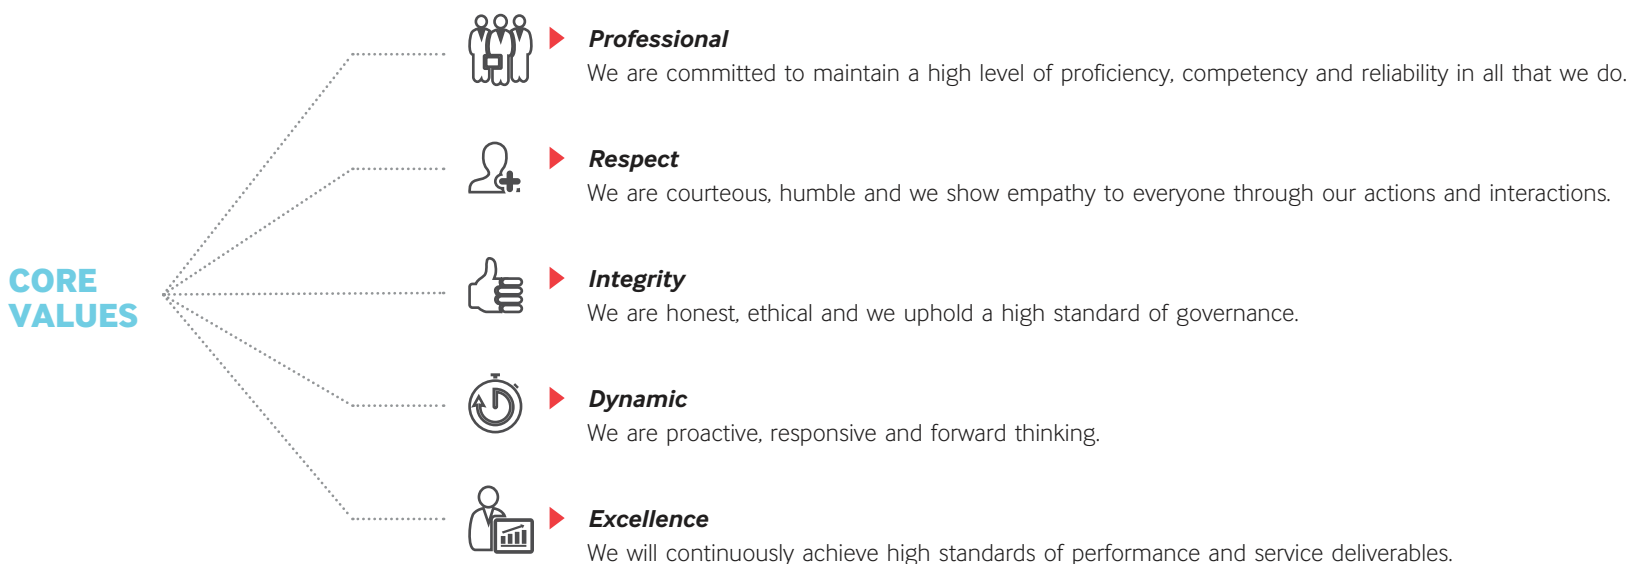 CORE
VALUES
Professional
We are committed to maintain a high level of proficiency, competency and reliability in all that we do.
Respect
We are courteous, humble and we show empathy to everyone through our actions and interactions.
Integrity
We are honest, ethical and we uphold a high standard of governance.
Dynamic
We are proactive, responsive and forward thinking.
Excellence
We will continuously achieve high standards of performance and service deliverables.